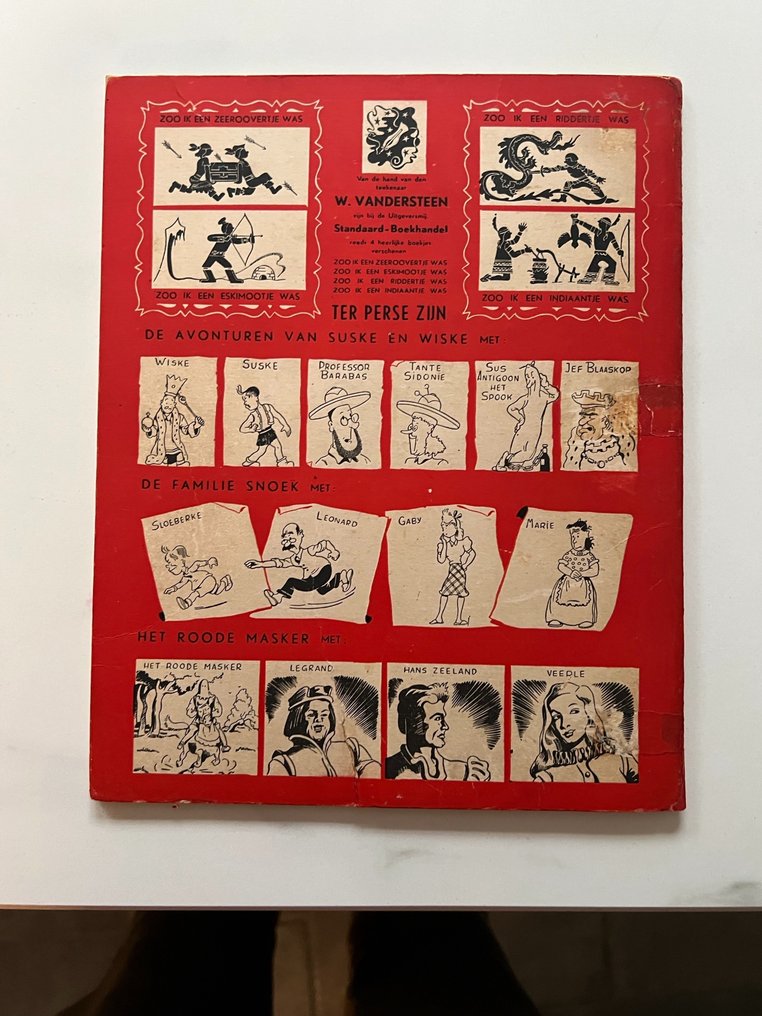 ZOO IK EEN ZEEROOVERTJE WAS
ZOO IK EEN ESKIMOOTJE WAS
Van de hand van den
teekenaar
W. VANDERSTEEN
zijn bij de Uitgeversmij.
Standaard-Boekhandel
reeds 4 heerlijke boekjes
verschenen
ZOO IK EEN ZEEROOVERTJE WAS
ZOO IK EEN ESKIMOOTJE WAS
ZOO IK EEN RIDDERTJE WAS
ZOO IK EEN INDIAANTJE WAS
ZOO IK EEN RIDDERTJE WAS
ZOO IK EEN INDIAANTJE WAS
TER PERSE ZIJN
DE AVONTUREN VAN SUSKE EN WISKE MET:
WISKE
SUSKE
PROFESSOR
BARABAS
TANTE
SIDONIE
SUS
ANTIGOON
HET
SPOOK
JEF BLAASKOP
DE FAMILIE SNOEK MET:
SLOEBERKE
LEONARD
GABY
MARIE
HET ROODE MASKER MET:
HET ROODE MASKER
LEGRAND
HANS ZEELAND
VEERLE